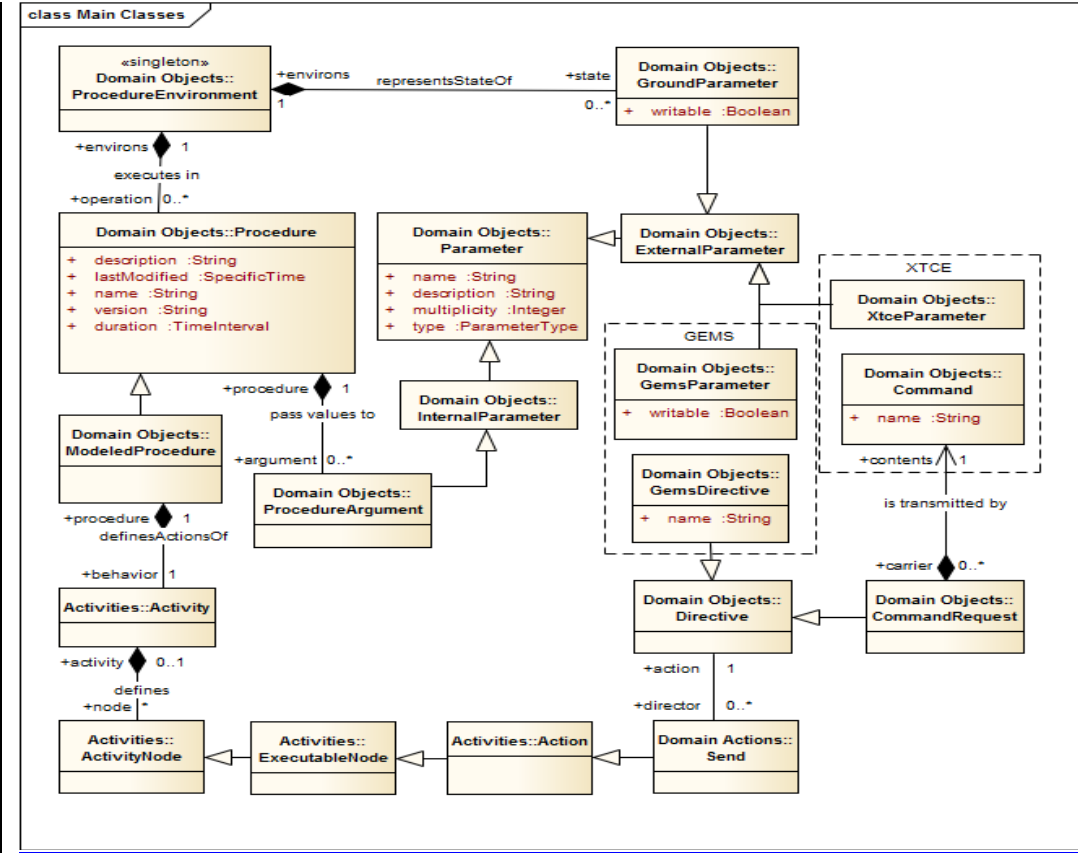 class Main Classes
«singleton»
Domain Objects::
ProcedureEnvironment
+environs
1
representsStateOf
+state
0..*
Domain Objects::
GroundParameter
+ writable :Boolean
+environs 1
executes in
+operation 0..*
Domain Objects::Procedure
+ description :String
+ lastModified :SpecificTime
+ name :String
+ version :String
+ duration :TimeInterval
Domain Objects::
Parameter
+ name :String
+ description :String
+ multiplicity :Integer
+ type :ParameterType
Domain Objects::
ExternalParameter
XTCE
Domain Objects::
XtceParameter
Domain Objects::
Command
+ name :String
GEMS
Domain Objects::
GemsParameter
+ writable :Boolean
Domain Objects::
GemsDirective
+ name :String
+procedure 1
pass values to
+argument 0..*
Domain Objects::
InternalParameter
Domain Objects::
ModeledProcedure
Domain Objects::
ProcedureArgument
+procedure 1
definesActionsOf
+behavior 1
+contents 1
is transmitted by
+carrier 0..*
Activities::Activity
Domain Objects::
Directive
Domain Objects::
CommandRequest
+activity 0..1
defines
+node *
+action 1
+director 0..*
Activities::
ActivityNode
Activities::
ExecutableNode
Activities::Action
Domain Actions::
Send